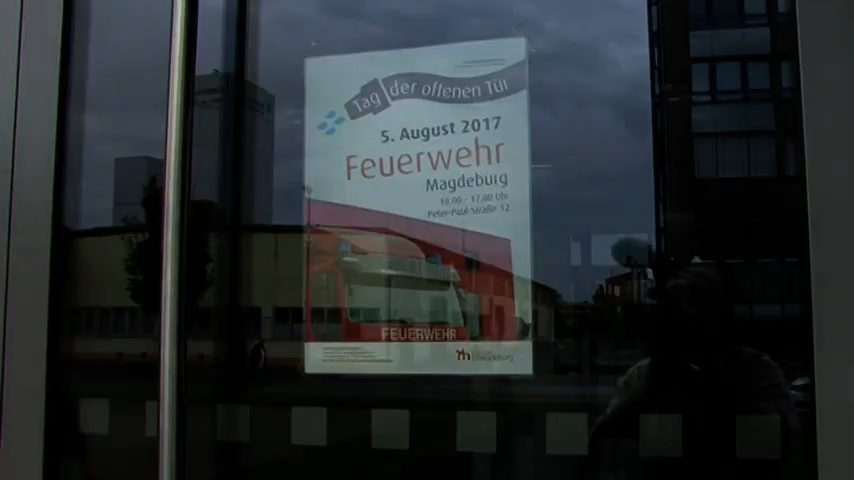 Tag der offenen Tür
5. August 2017
Feuerwehr
Magdeburg
10.00 - 17.00 Uhr
Peter-Paul-Straße 12
FEUERWEHR
magdeburg